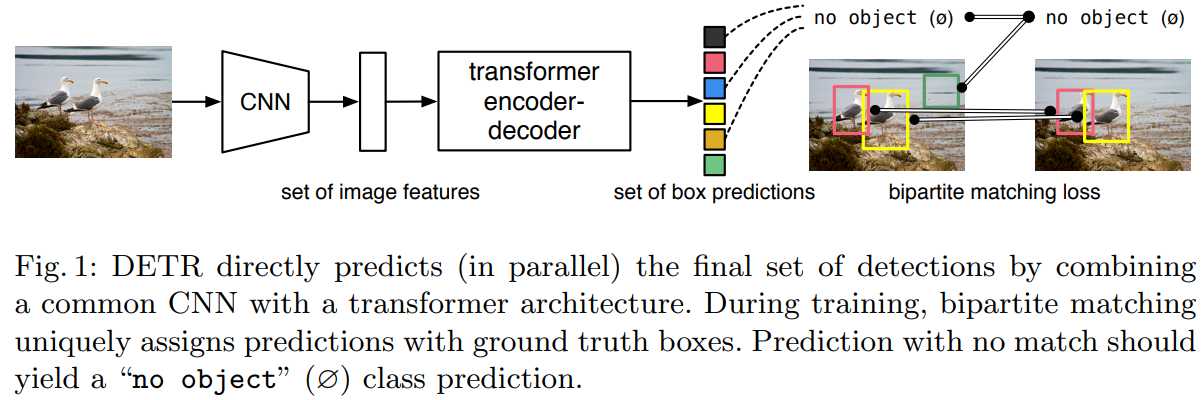 no object (ø) no object (ø)
CNN
transformer
encoder-
decoder
set of image features
set of box predictions
bipartite matching loss
Fig. 1: DETR directly predicts (in parallel) the final set of detections by combining
a common CNN with a transformer architecture. During training, bipartite matching
uniquely assigns predictions with ground truth boxes. Prediction with no match should
yield a “no object” (∅) class prediction.